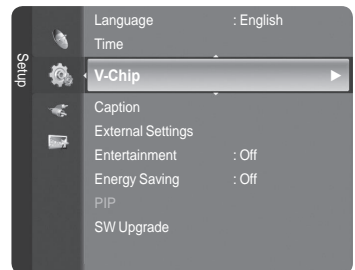 Setup
Language : English
Time
V-Chip
Caption
External Settings
Entertainment : Off
Energy Saving : Off
PIP
SW Upgrade